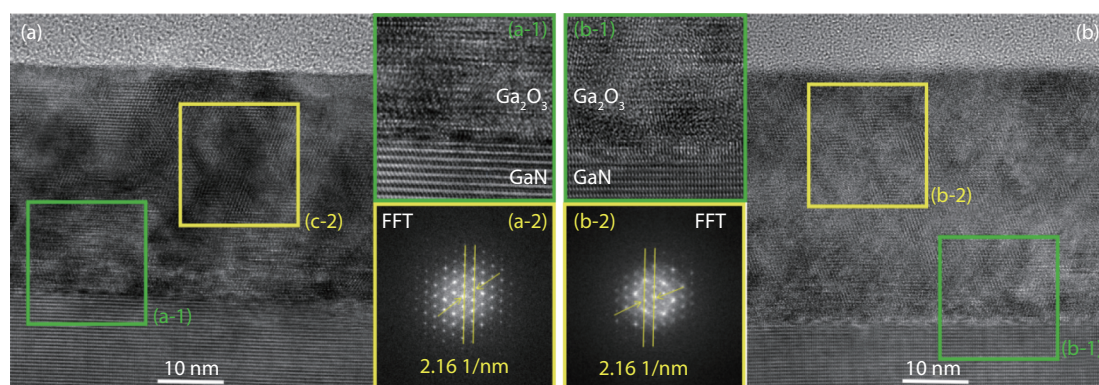 (a)
(c-2)
(a-1)
10 nm
(a-1)
Ga₂O₃
GaN
(b-1)
Ga₂O₃
GaN
FFT
(a-2)
2.16 1/nm
(b-2)
FFT
2.16 1/nm
(b)
(b-2)
(b-1)
10 nm